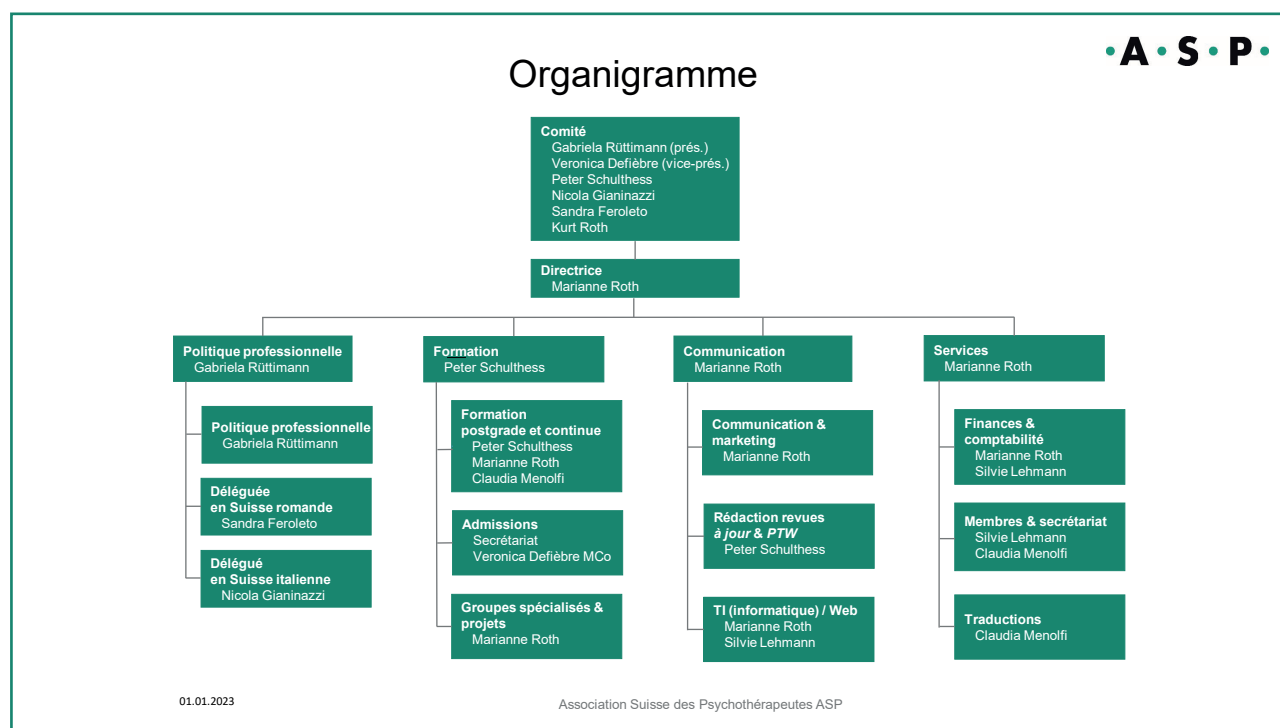 ·A·S·P·
Organigramme
Comité
Gabriela Rüttimann (prés.)
Veronica Defièbre (vice-prés.)
Peter Schulthess
Nicola Gianinazzi
Sandra Feroleto
Kurt Roth
Directrice
Marianne Roth
Politique professionnelle
Gabriela Rüttimann
Politique professionnelle
Gabriela Rüttimann
Déléguée
en Suisse romande
Sandra Feroleto
Délégué
en Suisse italienne
Nicola Gianinazzi
Formation
Peter Schulthess
Formation
postgrade et continue
Peter Schulthess
Marianne Roth
Claudia Menolfi
Admissions
Secrétariat
Veronica Defièbre MCo
Groupes spécialisés &
projets
Marianne Roth
Communication
Marianne Roth
Communication &
marketing
Marianne Roth
Rédaction revues
à jour & PTW
Peter Schulthess
TI (informatique) / Web
Marianne Roth
Silvie Lehmann
Services
Marianne Roth
Finances &
comptabilité
Marianne Roth
Silvie Lehmann
Membres & secrétariat
Silvie Lehmann
Claudia Menolfi
Traductions
Claudia Menolfi
01.01.2023
Association Suisse des Psychothérapeutes ASP